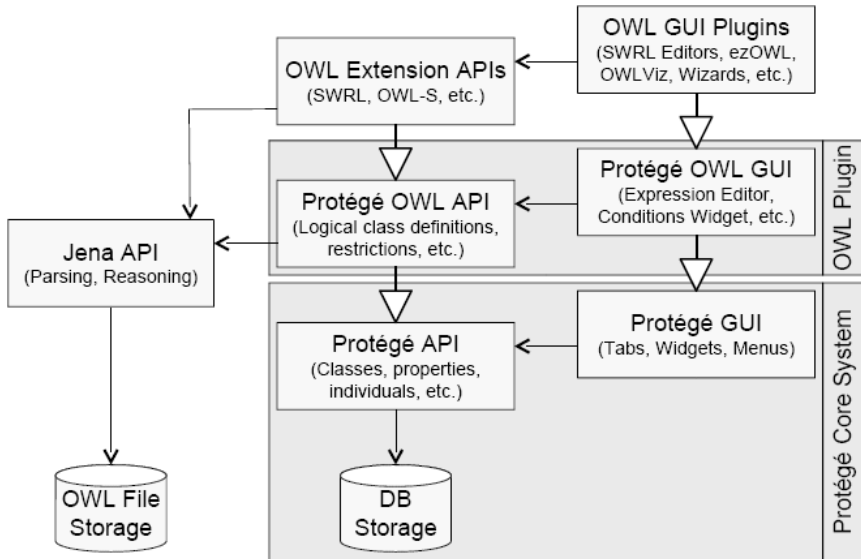 OWL GUI Plugins
(SWRL Editors, ezOWL,
OWLViz, Wizards, etc.)
OWL Extension APIs
(SWRL, OWL-S, etc.)
Protégé OWL GUI
(Expression Editor,
Conditions Widget, etc.)
Protégé OWL API
(Logical class definitions,
restrictions, etc.)
OWL Plugin
Jena API
(Parsing, Reasoning)
Protégé GUI
(Tabs, Widgets, Menus)
Protégé API
(Classes, properties,
individuals, etc.)
Protégé Core System
OWL File
Storage
DB
Storage